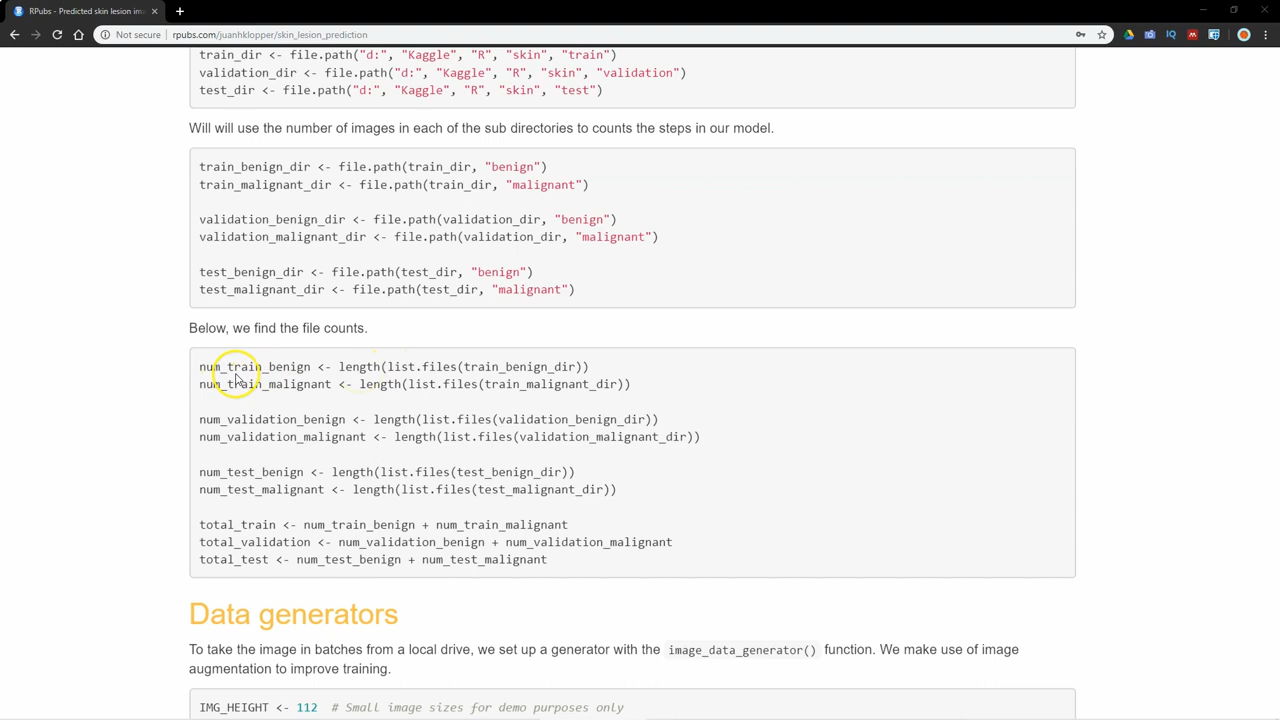 RPubs - Predicted skin lesion im
Not secure
rpubs.com/juanhklopper/skin_lesion_prediction
train_dir <- file.path("d:", "Kaggle", "R", "skin", "train")
validation_dir <- file.path("d:", "Kaggle", "R", "skin", "validation")
test_dir <- file.path("d:", "Kaggle", "R", "skin", "test")
Will will use the number of images in each of the sub directories to counts the steps in our model.
train_benign_dir <- file.path(train_dir, "benign")
train_malignant_dir <- file.path(train_dir, "malignant")
validation_benign_dir <- file.path(validation_dir, "benign")
validation_malignant_dir <- file.path(validation_dir, "malignant")
test_benign_dir <- file.path(test_dir, "benign")
test_malignant_dir <- file.path(test_dir, "malignant")
Below, we find the file counts.
num_train_benign <- length(list.files(train_benign_dir))
num_train_malignant <- length(list.files(train_malignant_dir))
num_validation_benign <- length(list.files(validation_benign_dir))
num_validation_malignant <- length(list.files(validation_malignant_dir))
num_test_benign <- length(list.files(test_benign_dir))
num_test_malignant <- length(list.files(test_malignant_dir))
total_train <- num_train_benign + num_train_malignant
total_validation <- num_validation_benign + num_validation_malignant
total_test <- num_test_benign + num_test_malignant
Data generators
To take the image in batches from a local drive, we set up a generator with the image_data_generator() function. We make use of image
augmentation to improve training.
IMG_HEIGHT <- 112 # Small image sizes for demo purposes only